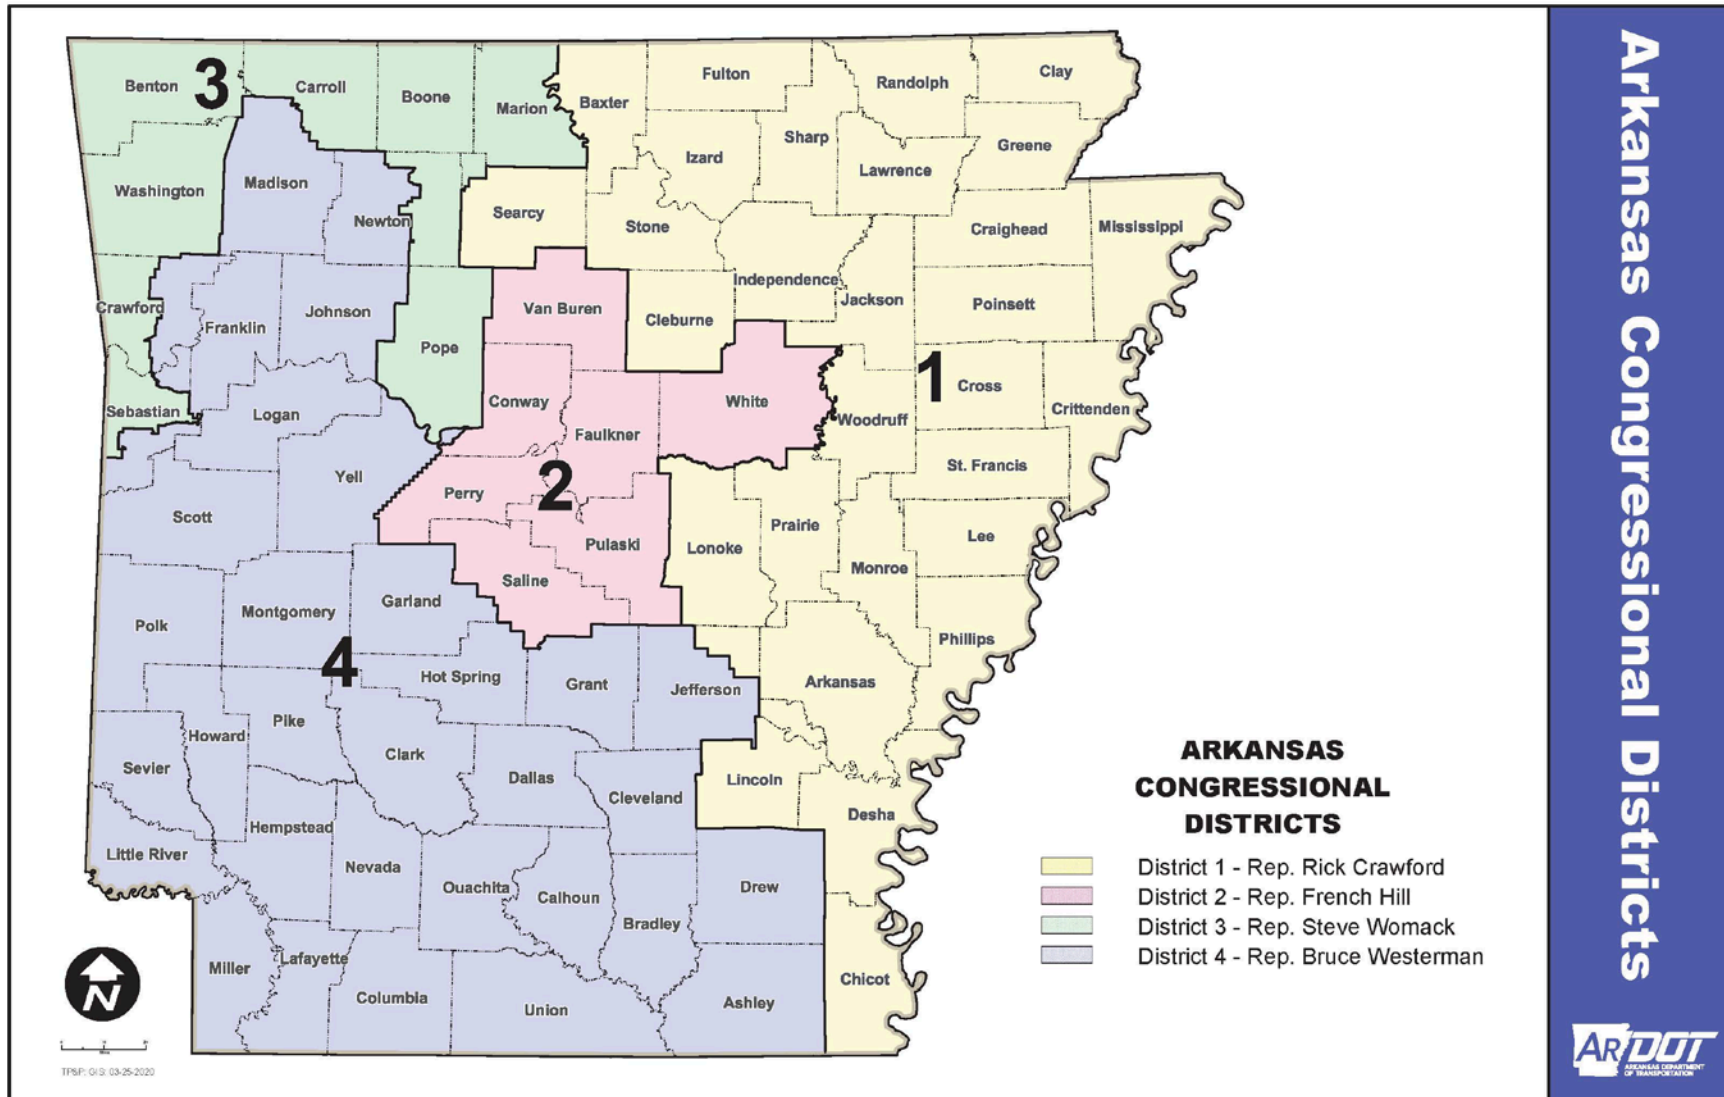 Benton
3
Carroll
Boone
Marion
Baxter
Fulton
Randolph
Clay
Sharp
Izard
Greene
Lawrence
Washington
Madison
Newton
Searcy
Stone
Craighead
Mississippi
Crawford
Franklin
Johnson
Van Buren
Cleburne
Independence
Jackson
Poinsett
Pope
Sebastian
Logan
Conway
White
1
Cross
Woodruff
Crittenden
Faulkner
Yell
St. Francis
Scott
Perry
2
Pulaski
Lonoke
Prairie
Lee
Monroe
Saline
Polk
Montgomery
Garland
4
Phillips
Hot Spring
Grant
Jefferson
Arkansas
Pike
Howard
Clark
Sevier
Dallas
Lincoln
Cleveland
Desha
Hempstead
Little River
Nevada
Ouachita
Calhoun
Drew
Bradley
Miller
Lafayette
Columbia
Union
Ashley
Chicot
ARKANSAS
CONGRESSIONAL
DISTRICTS
District 1 - Rep. Rick Crawford
District 2 - Rep. French Hill
District 3 - Rep. Steve Womack
District 4 - Rep. Bruce Westerman
N
TP&P: GIS: 03-25-2020
Arkansas Congressional Districts
ARDOT
ARKANSAS DEPARTMENT
OF TRANSPORTATION